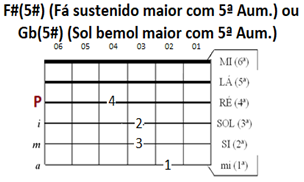 F#(5#) (Fá sustenido maior com 5ª Aum.) ou
Gb(5#) (Sol bemol maior com 5ª Aum.)
06 05 04 03 02 01
MI (6ª)
LÁ (5ª)
P 4 RÉ (4ª)
i 2 SOL (3ª)
m 3 SI (2ª)
a 1 mi (1ª)